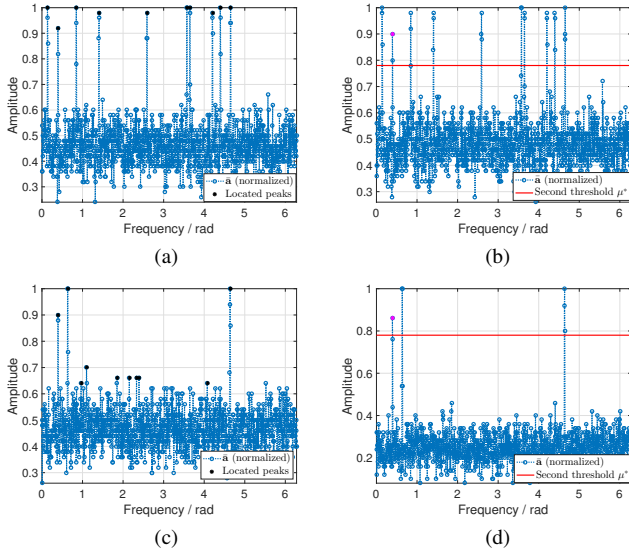 1
0.9
0.8
0.7
0.6
0.5
0.4
0.3
Amplitude
0 1 2 3 4 5 6
Frequency / rad
ā (normalized)
Located peaks
(a)
1
0.9
0.8
0.7
0.6
0.5
0.4
0.3
Amplitude
0 1 2 3 4 5 6
Frequency / rad
ā (normalized)
Second threshold μ*
(b)
1
0.9
0.8
0.7
0.6
0.5
0.4
0.3
Amplitude
0 1 2 3 4 5 6
Frequency / rad
ā (normalized)
Located peaks
(c)
1
0.8
0.6
0.4
0.2
Amplitude
0 1 2 3 4 5 6
Frequency / rad
ā (normalized)
Second threshold μ*
(d)